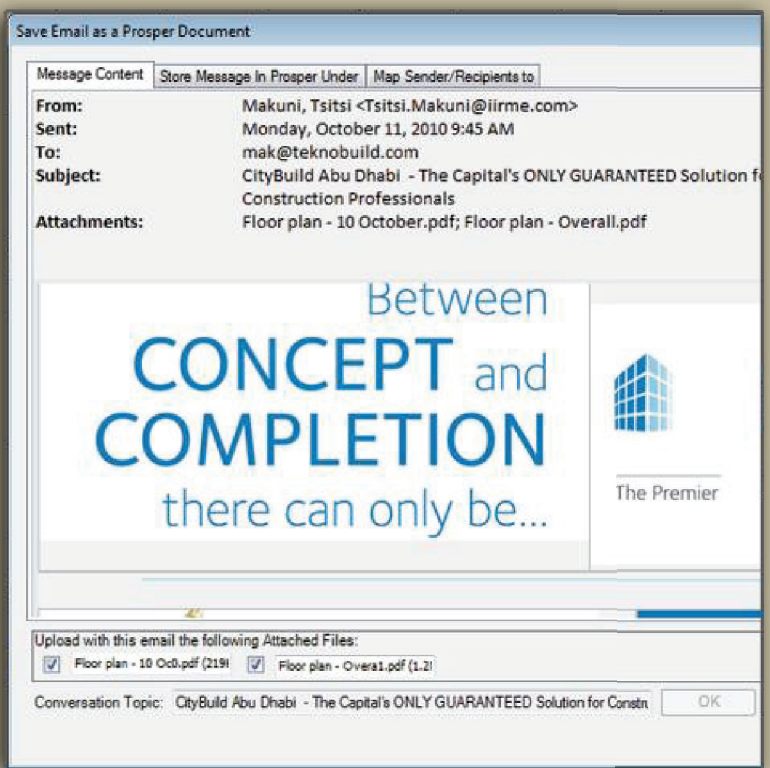 Save Email as a Prosper Document
Message Content Store Message In Prosper Under Map Sender/Recipients to
From: Makuni, Tsitsi <Tsitsi.Makuni@iirme.com>
Sent: Monday, October 11, 2010 9:45 AM
To: mak@teknobuild.com
Subject: CityBuild Abu Dhabi - The Capital's ONLY GUARANTEED Solution f
Construction Professionals
Attachments: Floor plan - 10 October.pdf; Floor plan - Overall.pdf
Between
CONCEPT and
COMPLETION
there can only be...
The Premier
Upload with this email the following Attached Files:
Floor plan - 10 Oc0.pdf (219l Floor plan - Overa1.pdf (1.2!
Conversation Topic: CityBuild Abu Dhabi - The Capital's ONLY GUARANTEED Solution for Constru OK